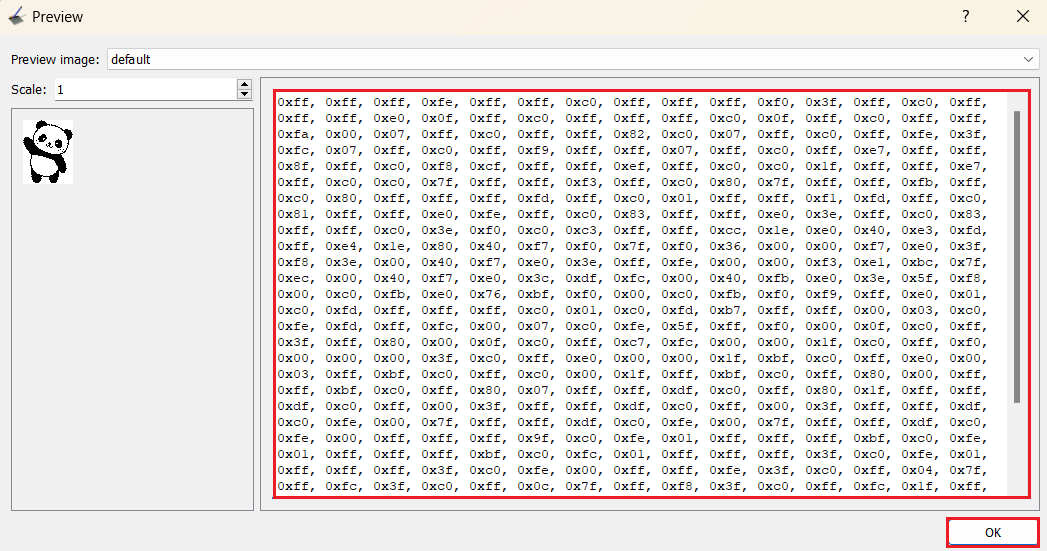 Preview
?
Preview image:
default
Scale:
1
0xff, 0xff, 0xff, 0xfe, 0xff, 0xff, 0xc0, 0xff, 0xff, 0xff, 0xf0, 0x3f, 0xff, 0xc0, 0xff,
0xff, 0xff, 0xe0, 0x0f, 0xff, 0xc0, 0xff, 0xff, 0xff, 0xc0, 0x0f, 0xff, 0xc0, 0xff, 0xff,
0xfa, 0x00, 0x07, 0xff, 0xc0, 0xff, 0xff, 0x82, 0xc0, 0x07, 0xff, 0xc0, 0xff, 0xfe, 0x3f,
0xfc, 0x07, 0xff, 0xc0, 0xff, 0xf9, 0xff, 0xff, 0x07, 0xff, 0xc0, 0xff, 0xe7, 0xff, 0xff,
0x8f, 0xff, 0xc0, 0xf8, 0xcf, 0xff, 0xff, 0xef, 0xff, 0xc0, 0xc0, 0x1f, 0xff, 0xff, 0xe7,
0xff, 0xc0, 0xc0, 0x7f, 0xff, 0xff, 0xf3, 0xff, 0xc0, 0x80, 0x7f, 0xff, 0xff, 0xfb, 0xff,
0xc0, 0x80, 0xff, 0xff, 0xff, 0xfd, 0xff, 0xc0, 0x01, 0xff, 0xff, 0xf1, 0xfd, 0xff, 0xc0,
0x81, 0xff, 0xff, 0xe0, 0xfe, 0xff, 0xc0, 0x83, 0xff, 0xff, 0xe0, 0x3e, 0xff, 0xc0, 0x83,
0xff, 0xff, 0xc0, 0x3e, 0xf0, 0xc0, 0xc3, 0xff, 0xff, 0xcc, 0x1e, 0xe0, 0x40, 0xe3, 0xfd,
0xff, 0xe4, 0x1e, 0x80, 0x40, 0xf7, 0xf0, 0x7f, 0xf0, 0x36, 0x00, 0x00, 0xf7, 0xe0, 0x3f,
0xf8, 0x3e, 0x00, 0x40, 0xf7, 0xe0, 0x3e, 0xff, 0xfe, 0x00, 0x00, 0xf3, 0xe1, 0xbc, 0x7f,
0xec, 0x00, 0x40, 0xf7, 0xe0, 0x3c, 0xdf, 0xfc, 0x00, 0x40, 0xfb, 0xe0, 0x3e, 0x5f, 0xf8,
0x00, 0xc0, 0xfb, 0xe0, 0x76, 0xbf, 0xf0, 0x00, 0xc0, 0xfb, 0xf0, 0xf9, 0xff, 0xe0, 0x01,
0xc0, 0xfd, 0xff, 0xff, 0xff, 0xc0, 0x01, 0xc0, 0xfd, 0xb7, 0xff, 0xff, 0x00, 0x03, 0xc0,
0xfe, 0xfd, 0xff, 0xfc, 0x00, 0x07, 0xc0, 0xfe, 0x5f, 0xff, 0xf0, 0x00, 0x0f, 0xc0, 0xff,
0x3f, 0xff, 0x80, 0x00, 0x0f, 0xc0, 0xff, 0xc7, 0xfc, 0x00, 0x00, 0x1f, 0xc0, 0xff, 0xf0,
0x00, 0x00, 0x00, 0x3f, 0xc0, 0xff, 0xe0, 0x00, 0x00, 0x1f, 0xbf, 0xc0, 0xff, 0xe0, 0x00,
0x03, 0xff, 0xbf, 0xc0, 0xff, 0xc0, 0x00, 0x1f, 0xff, 0xbf, 0xc0, 0xff, 0x80, 0x00, 0xff,
0xff, 0xbf, 0xc0, 0xff, 0x80, 0x07, 0xff, 0xff, 0xdf, 0xc0, 0xff, 0x80, 0x1f, 0xff, 0xff,
0xdf, 0xc0, 0xff, 0x00, 0x3f, 0xff, 0xff, 0xdf, 0xc0, 0xff, 0x00, 0x3f, 0xff, 0xff, 0xdf,
0xc0, 0xfe, 0x00, 0x7f, 0xff, 0xff, 0xdf, 0xc0, 0xfe, 0x00, 0x7f, 0xff, 0xff, 0xdf, 0xc0,
0xfe, 0x00, 0xff, 0xff, 0xff, 0x9f, 0xc0, 0xfe, 0x01, 0xff, 0xff, 0xff, 0xbf, 0xc0, 0xfe,
0x01, 0xff, 0xff, 0xff, 0xbf, 0xc0, 0xfc, 0x01, 0xff, 0xff, 0xff, 0x3f, 0xc0, 0xfe, 0x01,
0xff, 0xff, 0xff, 0x3f, 0xc0, 0xfe, 0x00, 0xff, 0xff, 0xfe, 0x3f, 0xc0, 0xff, 0x04, 0x7f,
0xff, 0xfc, 0x3f, 0xc0, 0xff, 0x0c, 0x7f, 0xff, 0xf8, 0x3f, 0xc0, 0xff, 0xfc, 0x1f, 0xff,
OK